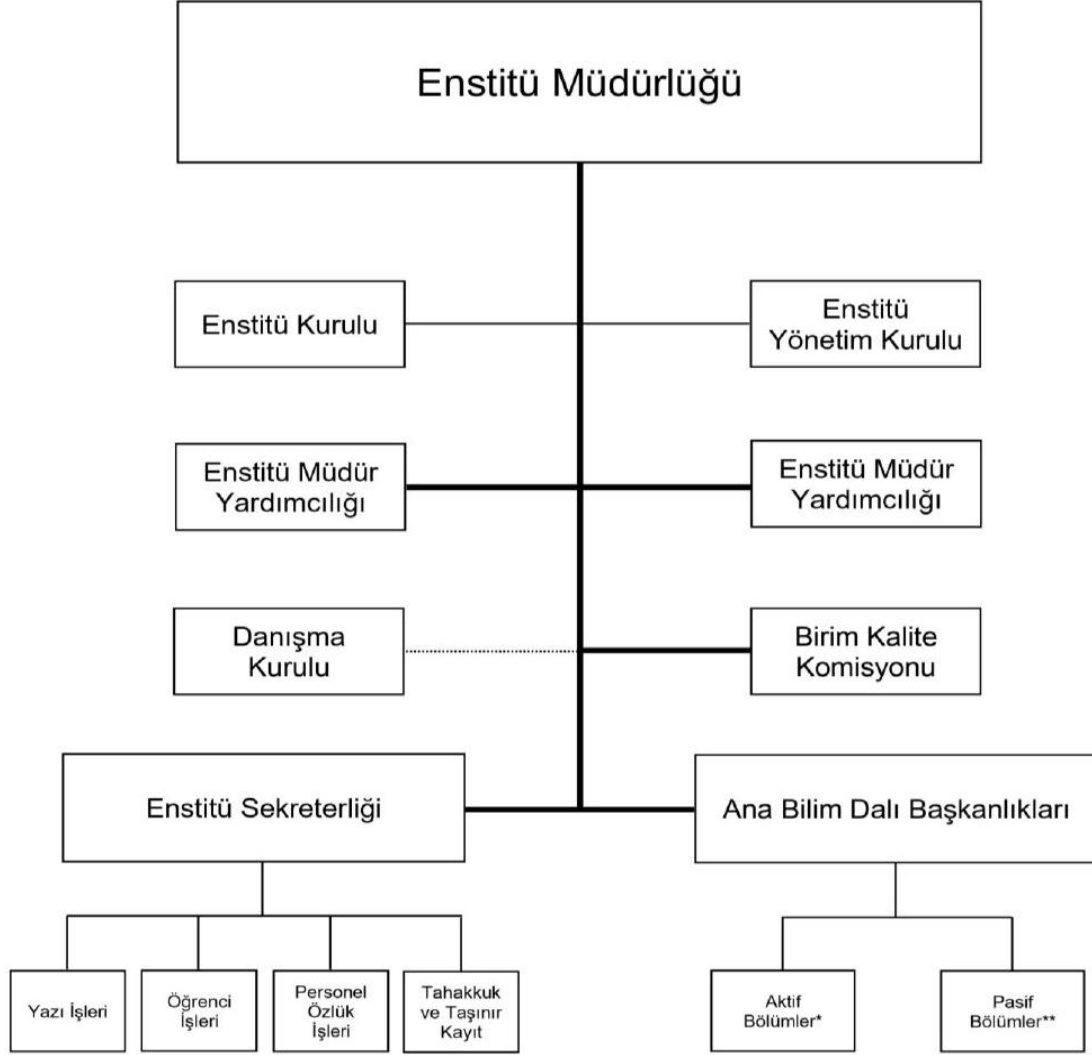 Enstitü Müdürlüğü
Enstitü Kurulu
Enstitü
Yönetim Kurulu
Enstitü Müdür
Yardımcılığı
Enstitü Müdür
Yardımcılığı
Danışma
Kurulu
Birim Kalite
Komisyonu
Enstitü Sekreterliği
Ana Bilim Dalı Başkanlıkları
Yazı İşleri
Öğrenci
İşleri
Personel
Özlük
İşleri
Tahakkuk
ve Taşınır
Kayıt
Aktif
Bölümler*
Pasif
Bölümler**